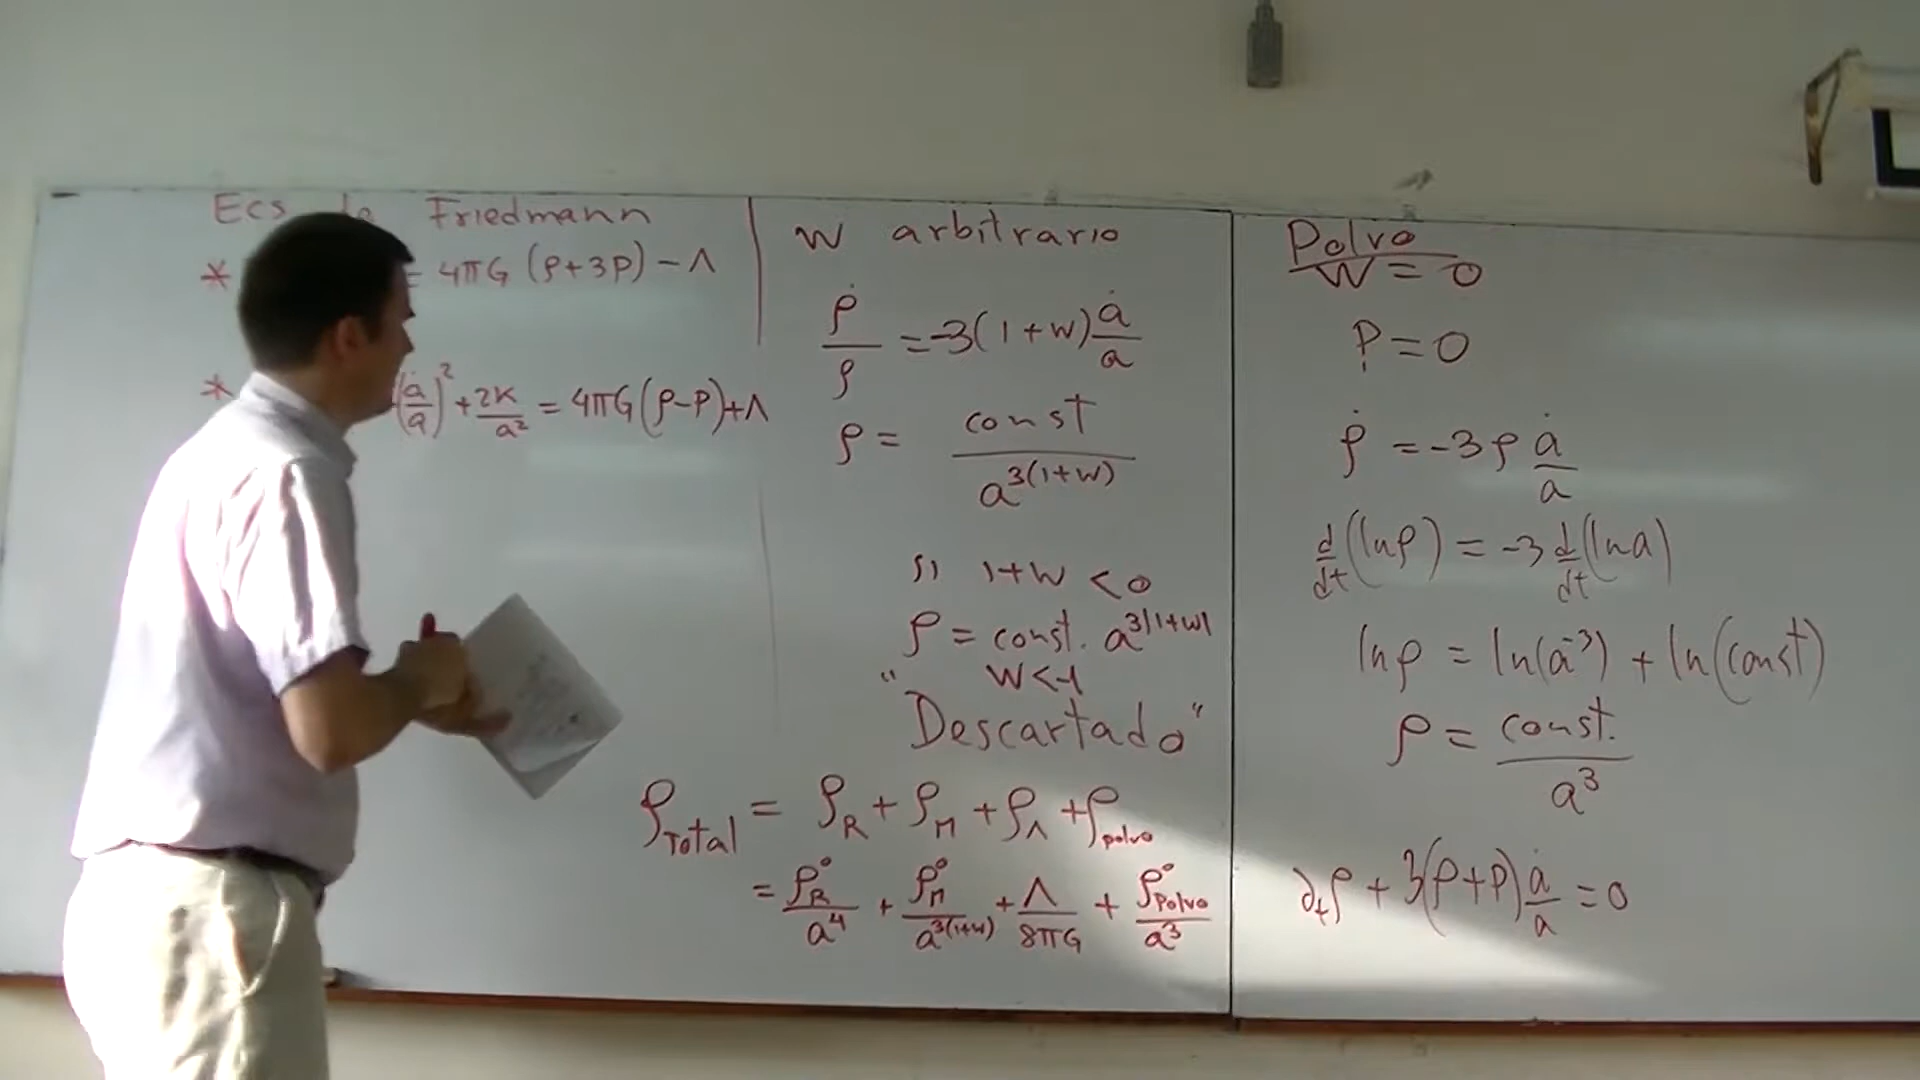 Ecs de Friedmann
* = 4πG (ρ+3P) − Λ
* (ȧ/a)² + 2K/a² = 4πG(ρ−P)+Λ
W arbitrario
ρ̇/ρ = −3(1+W) ȧ/a
ρ = const/a^{3(1+W)}
si 1+W < 0
ρ = const. a^{3|1+W|}
W<-1
"Descartado"
ρ_Total = ρ_R + ρ_M + ρ_Λ + ρ_polvo
= ρ°_R/a⁴ + ρ°_M/a^{3(1+W)} + Λ/8πG + ρ°_Polvo/a³
Polvo
W = 0
P = 0
ρ̇ = −3ρ ȧ/a
d/dt (ln ρ) = −3 d/dt (ln a)
ln ρ = ln(a⁻³) + ln(const)
ρ = const./a³
∂ₜρ + 3(ρ+P) ȧ/a = 0